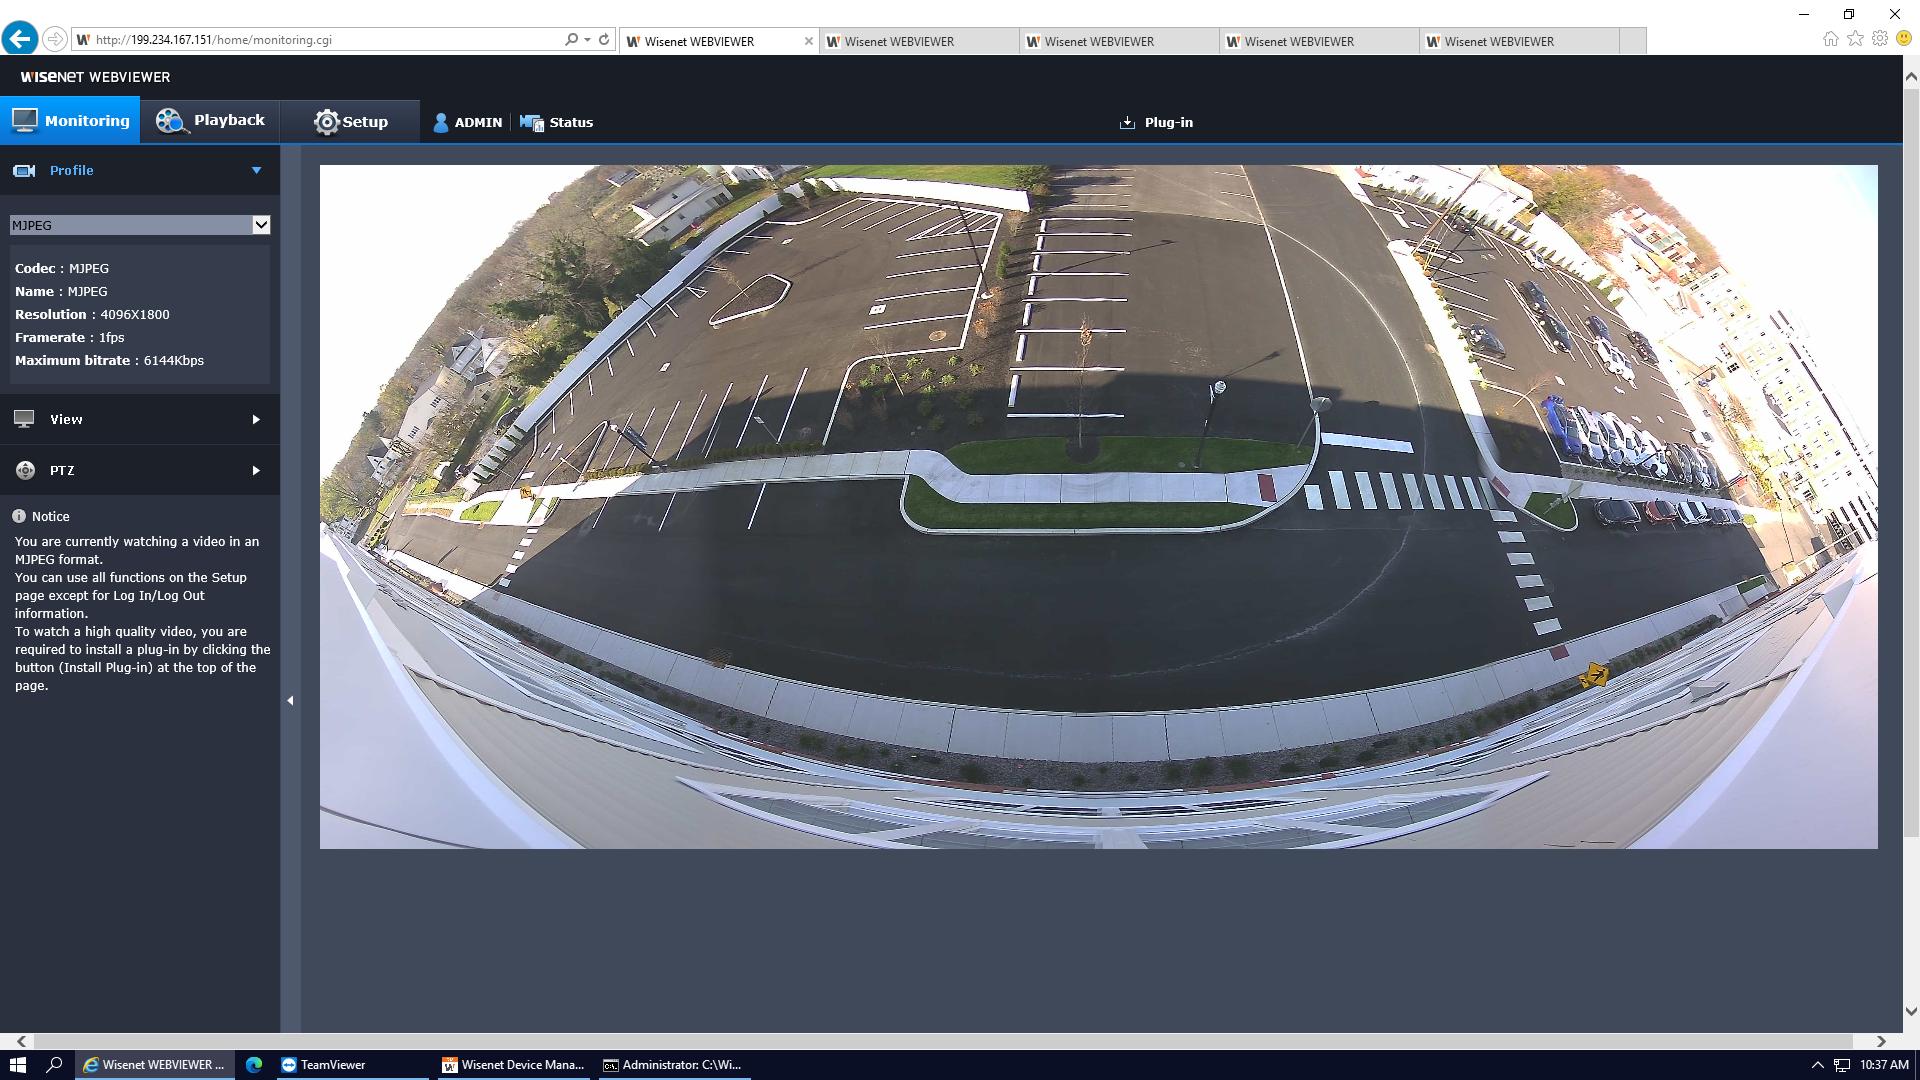 http://199.234.167.151/home/monitoring.cgi
Wisenet WEBVIEWER
Wisenet WEBVIEWER
Wisenet WEBVIEWER
Wisenet WEBVIEWER
Wisenet WEBVIEWER
WISENET WEBVIEWER
Monitoring
Playback
Setup
ADMIN
Status
Plug-in
Profile
MJPEG
Codec : MJPEG
Name : MJPEG
Resolution : 4096X1800
Framerate : 1fps
Maximum bitrate : 6144Kbps
View
PTZ
Notice
You are currently watching a video in an
MJPEG format.
You can use all functions on the Setup
page except for Log In/Log Out
information.
To watch a high quality video, you are
required to install a plug-in by clicking the
button (Install Plug-in) at the top of the
page.
Wisenet WEBVIEWER ...
TeamViewer
Wisenet Device Mana...
Administrator: C:\Wi...
10:37 AM